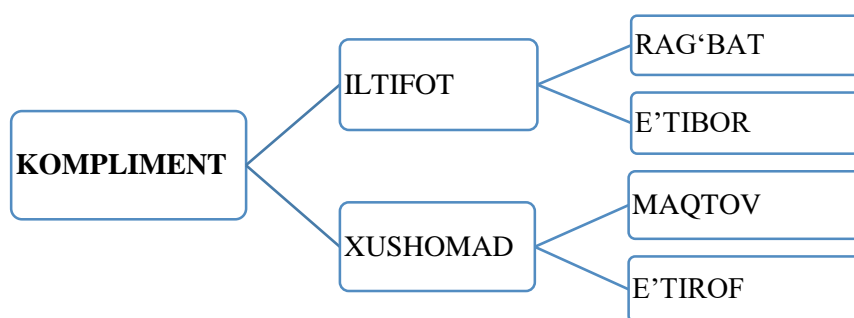 KOMPLIMENT
ILTIFOT
RAG‘BAT
E’TIBOR
XUSHOMAD
MAQTOV
E’TIROF